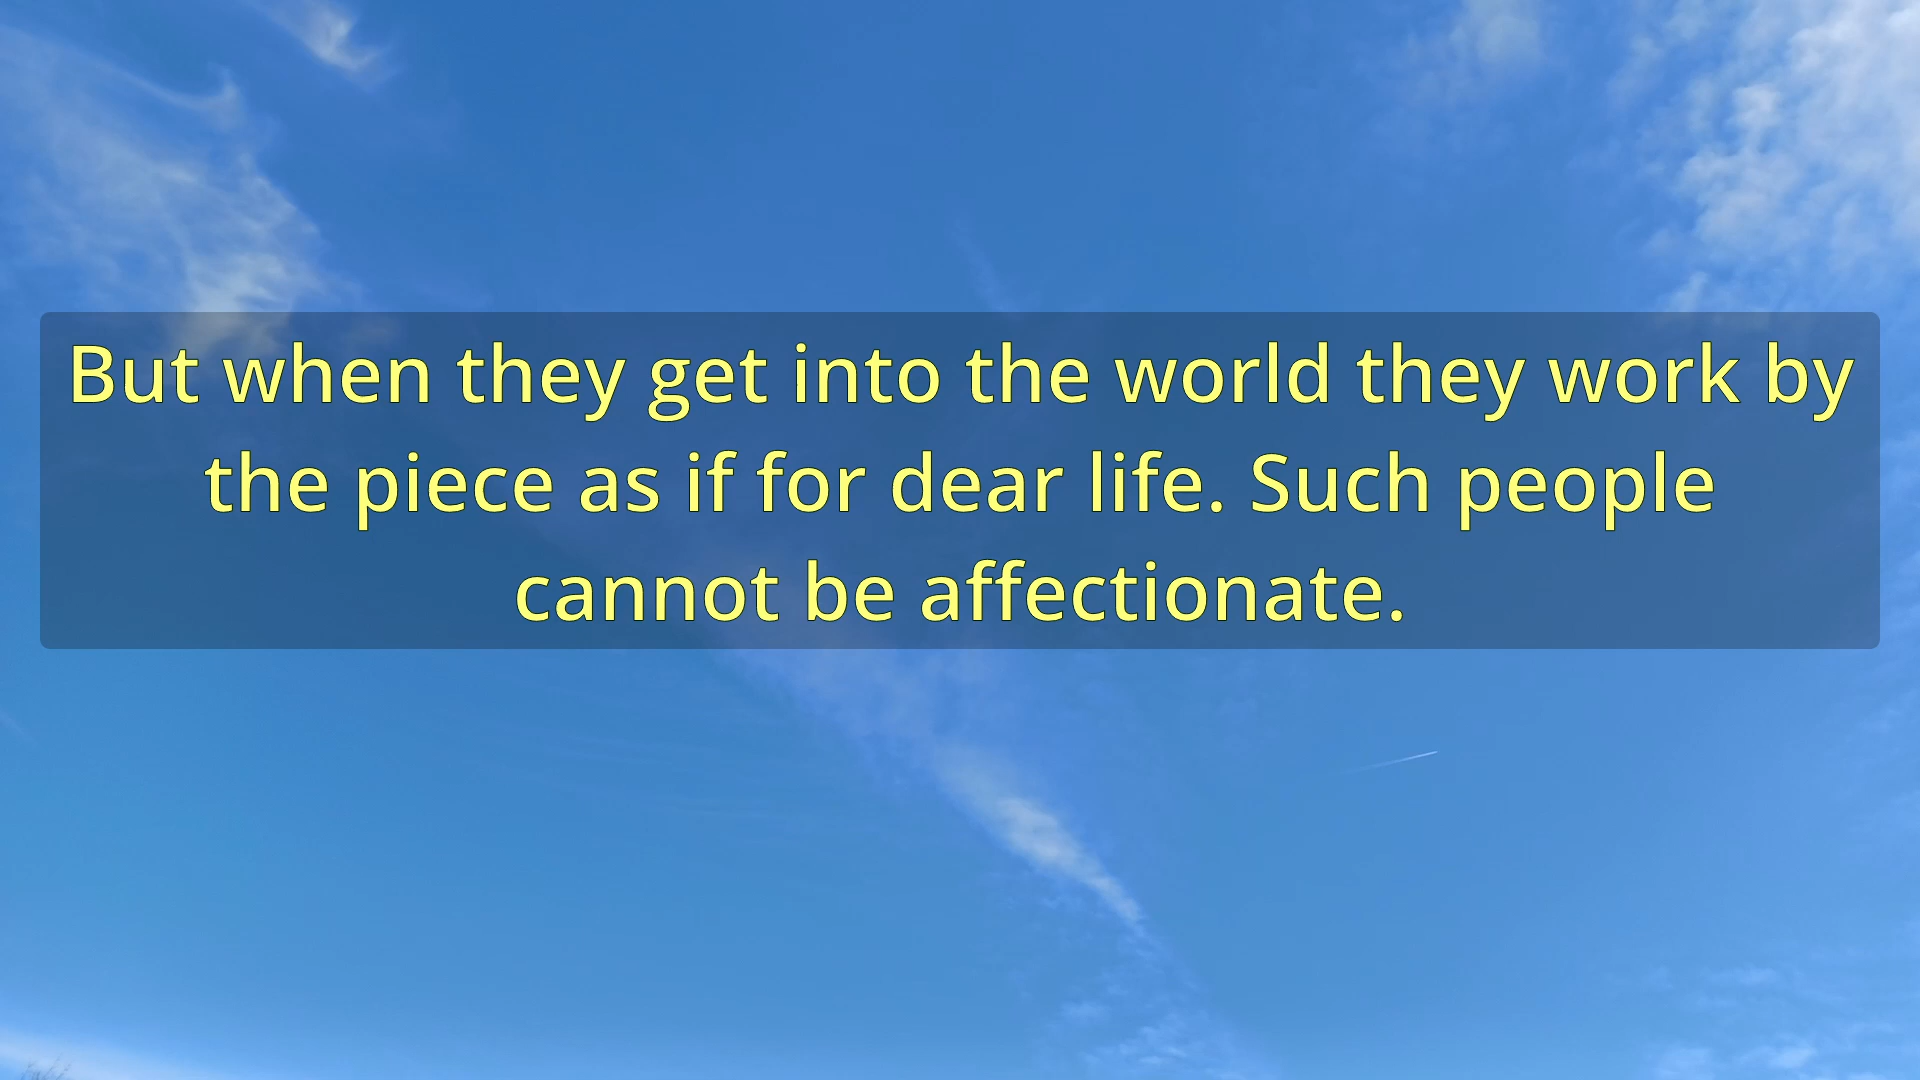 But when they get into the world they work by
the piece as if for dear life. Such people
cannot be affectionate.